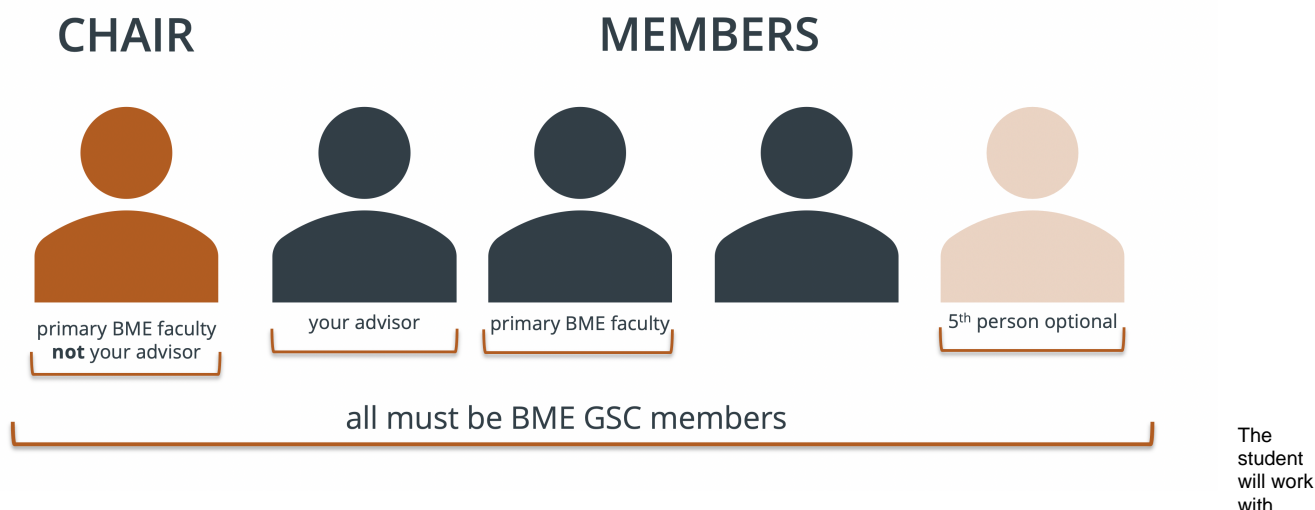 CHAIR
MEMBERS
primary BME faculty
not your advisor
your advisor
primary BME faculty
5th person optional
all must be BME GSC members
The
student
will work
with